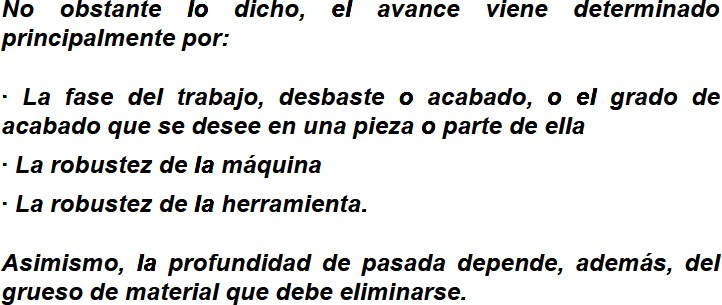 No obstante lo dicho, el avance viene determinado
principalmente por:
· La fase del trabajo, desbaste o acabado, o el grado de
acabado que se desee en una pieza o parte de ella
· La robustez de la máquina
· La robustez de la herramienta.
Asimismo, la profundidad de pasada depende, además, del
grueso de material que debe eliminarse.